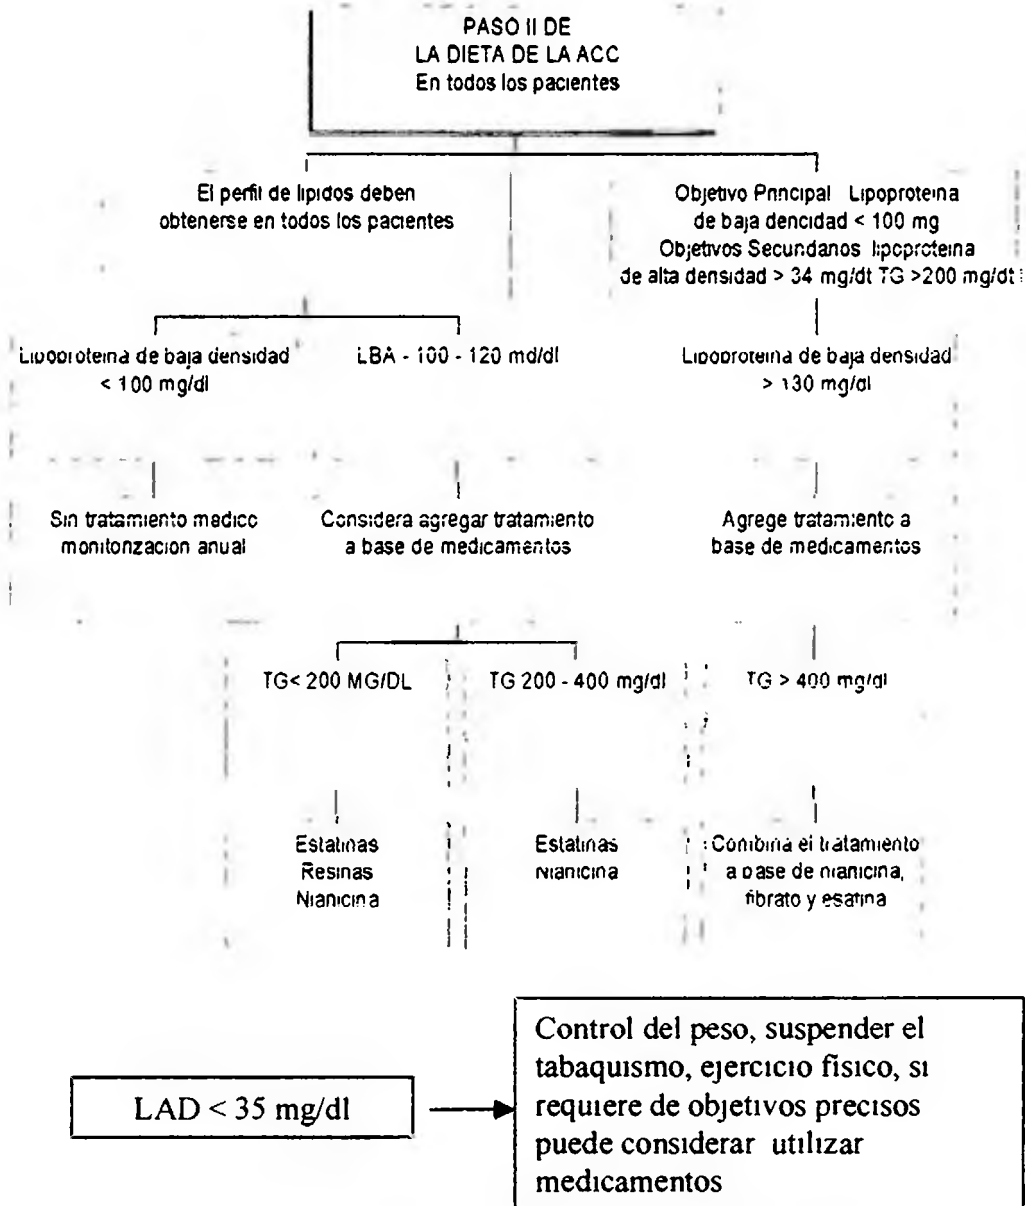 PASO II DE
LA DIETA DE LA ACC
En todos los pacientes
El perfil de lipidos deben
obtenerse en todos los pacientes
Objetivo Principal Lipoproteina
de baja dencidad < 100 mg
Objetivos Secundarios lipoproteina
de alta densidad > 34 mg/dt TG >200 mg/dt
Lipoproteina de baja densidad
< 100 mg/dl
LBA - 100 - 120 md/dl
Lipoproteina de baja densidad
> 130 mg/dl
Sin tratamiento medico
monitorizacion anual
Considera agregar tratamiento
a base de medicamentos
Agrege tratamiento a
base de medicamentos
TG< 200 MG/DL
TG 200 - 400 mg/dl
TG > 400 mg/dl
Estatinas
Resinas
Nianicina
Estatinas
Nianicina
Combina el tratamiento
a base de nianicina,
fibrato y esatina
LAD < 35 mg/dl
Control del peso, suspender el
tabaquismo, ejercicio físico, si
requiere de objetivos precisos
puede considerar utilizar
medicamentos